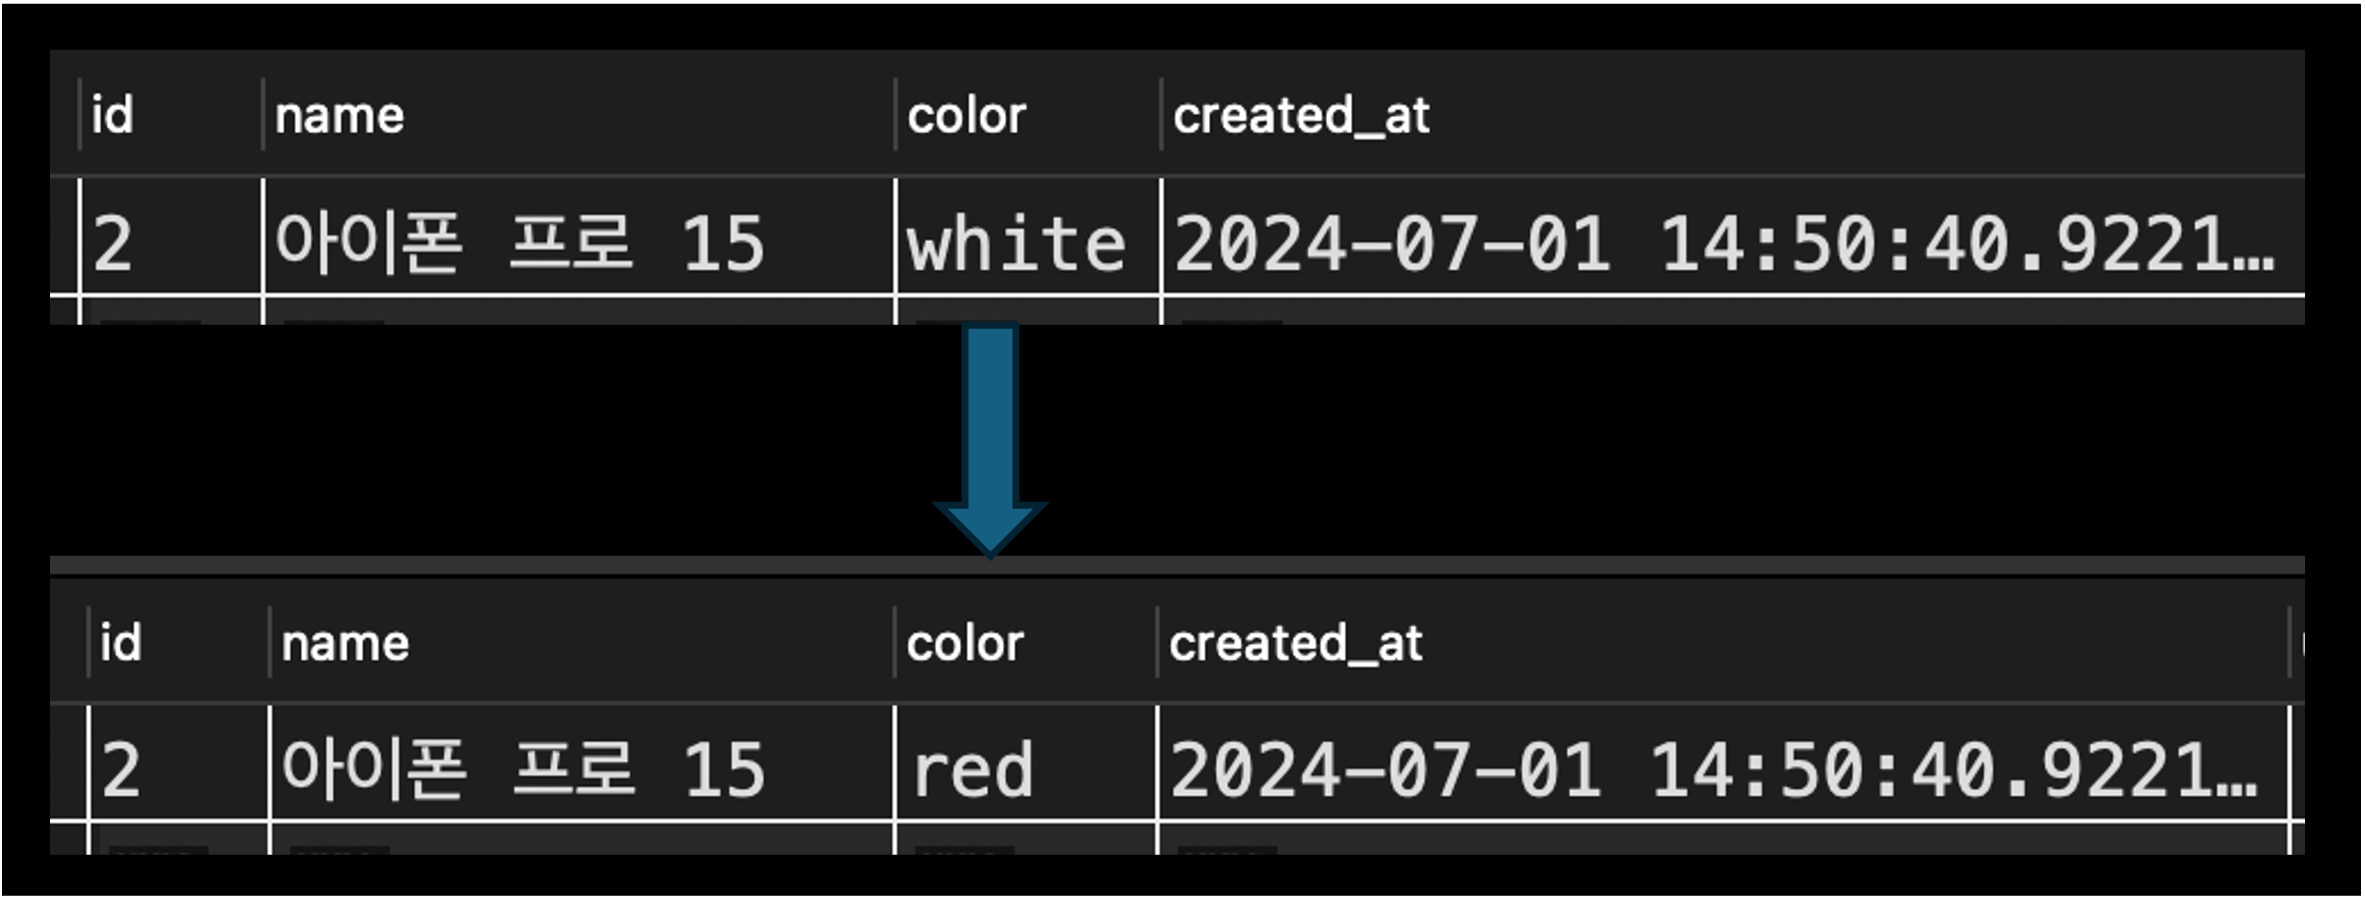 id name color created_at
2 아이폰 프로 15 white 2024-07-01 14:50:40.9221…
id name color created_at
2 아이폰 프로 15 red 2024-07-01 14:50:40.9221…